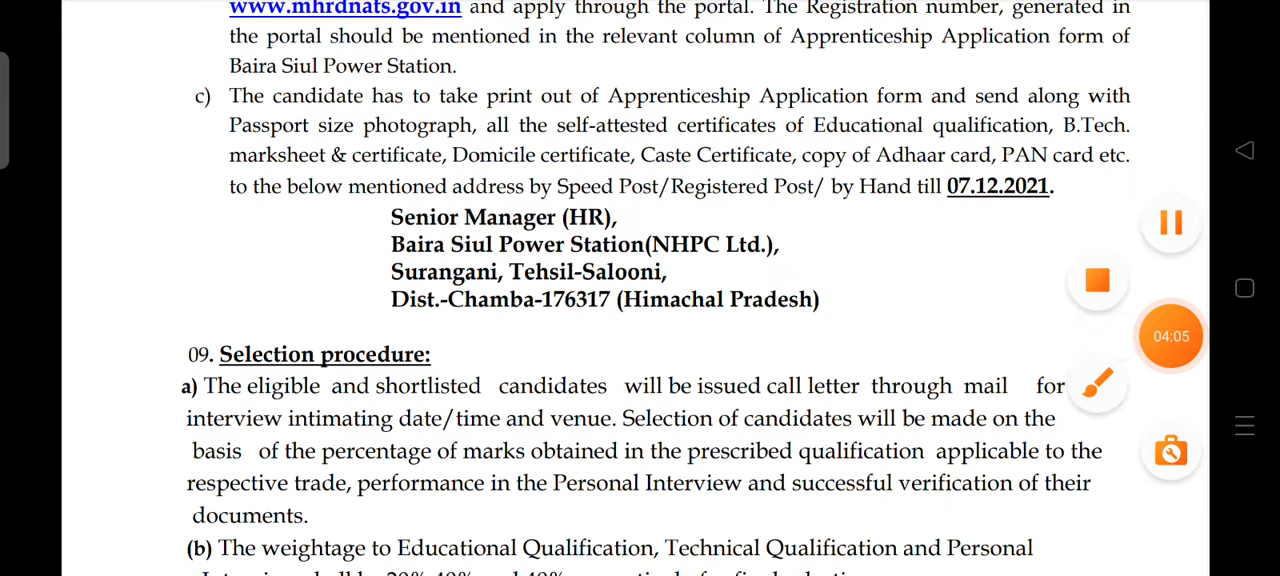 www.mhrdnats.gov.in and apply through the portal. The Registration number, generated in
the portal should be mentioned in the relevant column of Apprenticeship Application form of
Baira Siul Power Station.
c) The candidate has to take print out of Apprenticeship Application form and send along with
Passport size photograph, all the self-attested certificates of Educational qualification, B.Tech.
marksheet & certificate, Domicile certificate, Caste Certificate, copy of Adhaar card, PAN card etc.
to the below mentioned address by Speed Post/Registered Post/ by Hand till 07.12.2021.
Senior Manager (HR),
Baira Siul Power Station(NHPC Ltd.),
Surangani, Tehsil-Salooni,
Dist.-Chamba-176317 (Himachal Pradesh)
04:05
09. Selection procedure:
a) The eligible and shortlisted candidates will be issued call letter through mail for
interview intimating date/time and venue. Selection of candidates will be made on the
basis of the percentage of marks obtained in the prescribed qualification applicable to the
respective trade, performance in the Personal Interview and successful verification of their
documents.
(b) The weightage to Educational Qualification, Technical Qualification and Personal